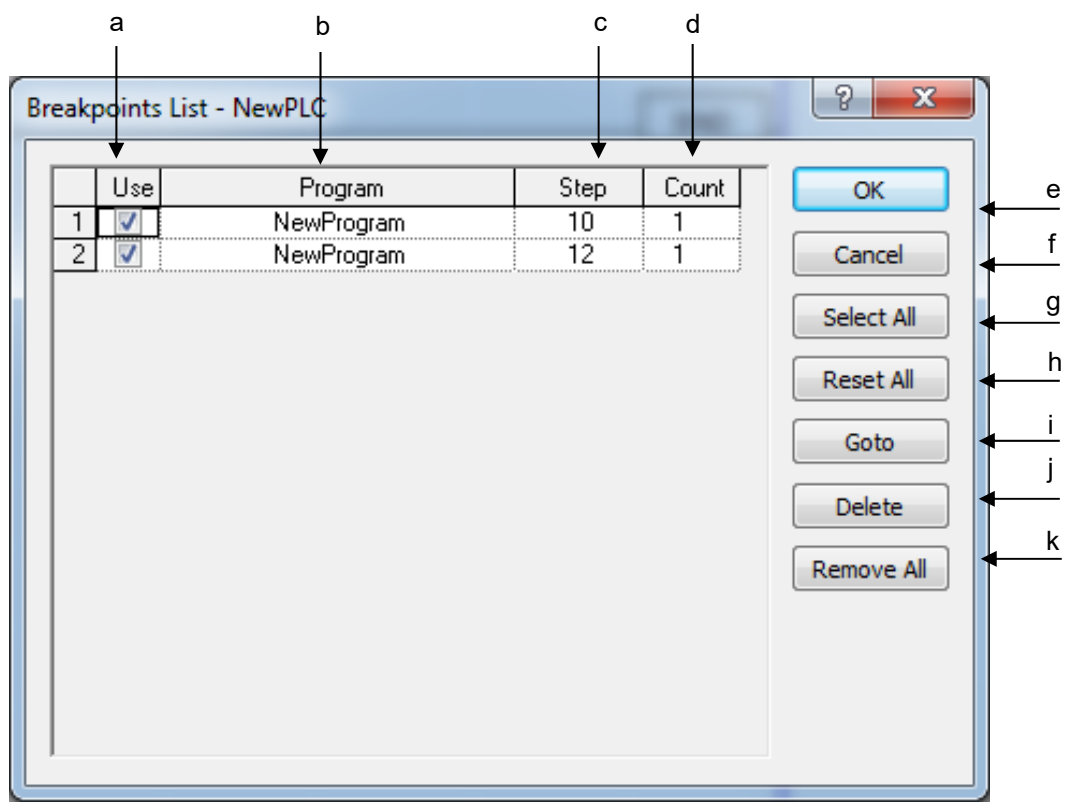 a b c d
Breakpoints List - NewPLC
Use Program Step Count
1 NewProgram 10 1
2 NewProgram 12 1
OK
e
Cancel
f
Select All
g
Reset All
h
Goto
i
Delete
j
Remove All
k